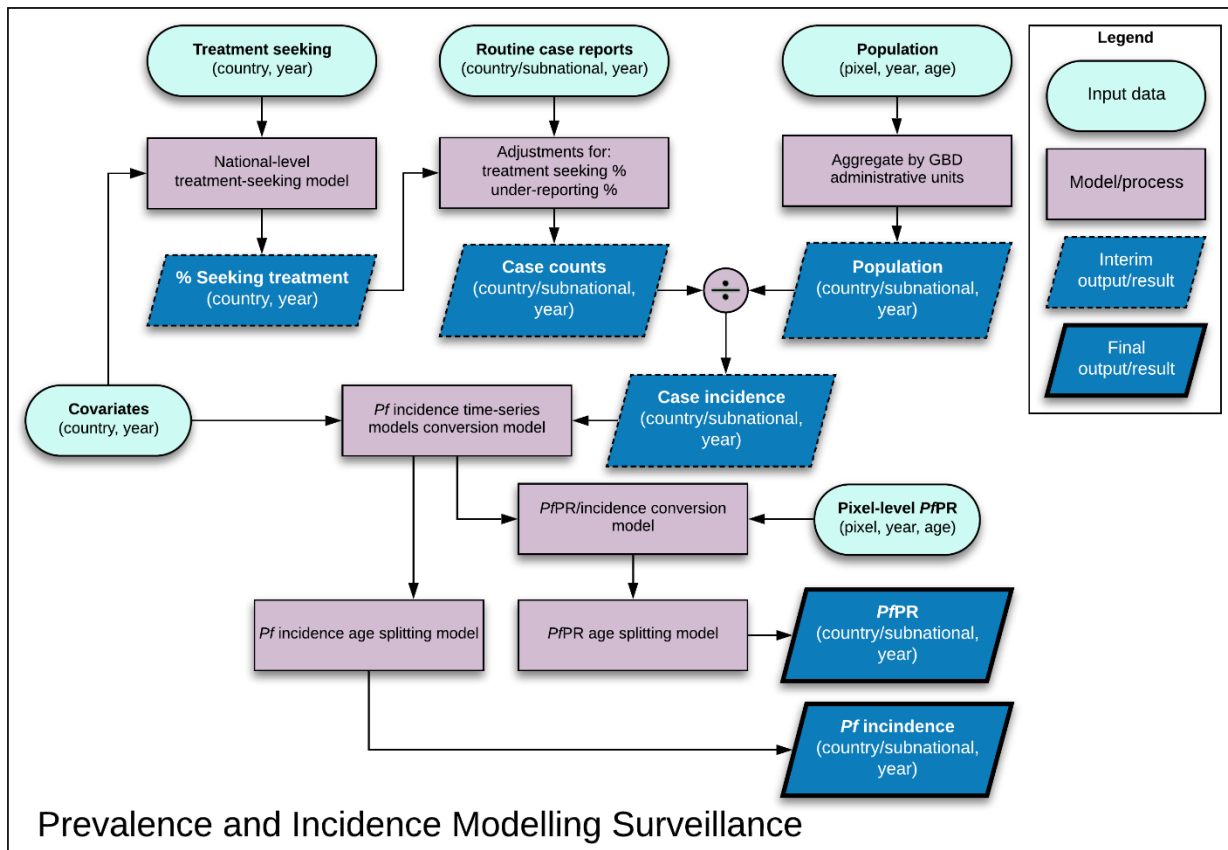 Treatment seeking
(country, year)
Routine case reports
(country/subnational, year)
Population
(pixel, year, age)
Legend
Input data
National-level
treatment-seeking model
Adjustments for:
treatment seeking %
under-reporting %
Aggregate by GBD
administrative units
Model/process
% Seeking treatment
(country, year)
Case counts
(country/subnational,
year)
÷
Population
(country/subnational,
year)
Interim
output/result
Final
output/result
Covariates
(country, year)
Pf incidence time-series
models conversion model
Case incidence
(country/subnational,
year)
PfPR/incidence conversion
model
Pixel-level PfPR
(pixel, year, age)
Pf incidence age splitting model
PfPR age splitting model
PfPR
(country/subnational,
year)
Pf incindence
(country/subnational,
year)
Prevalence and Incidence Modelling Surveillance